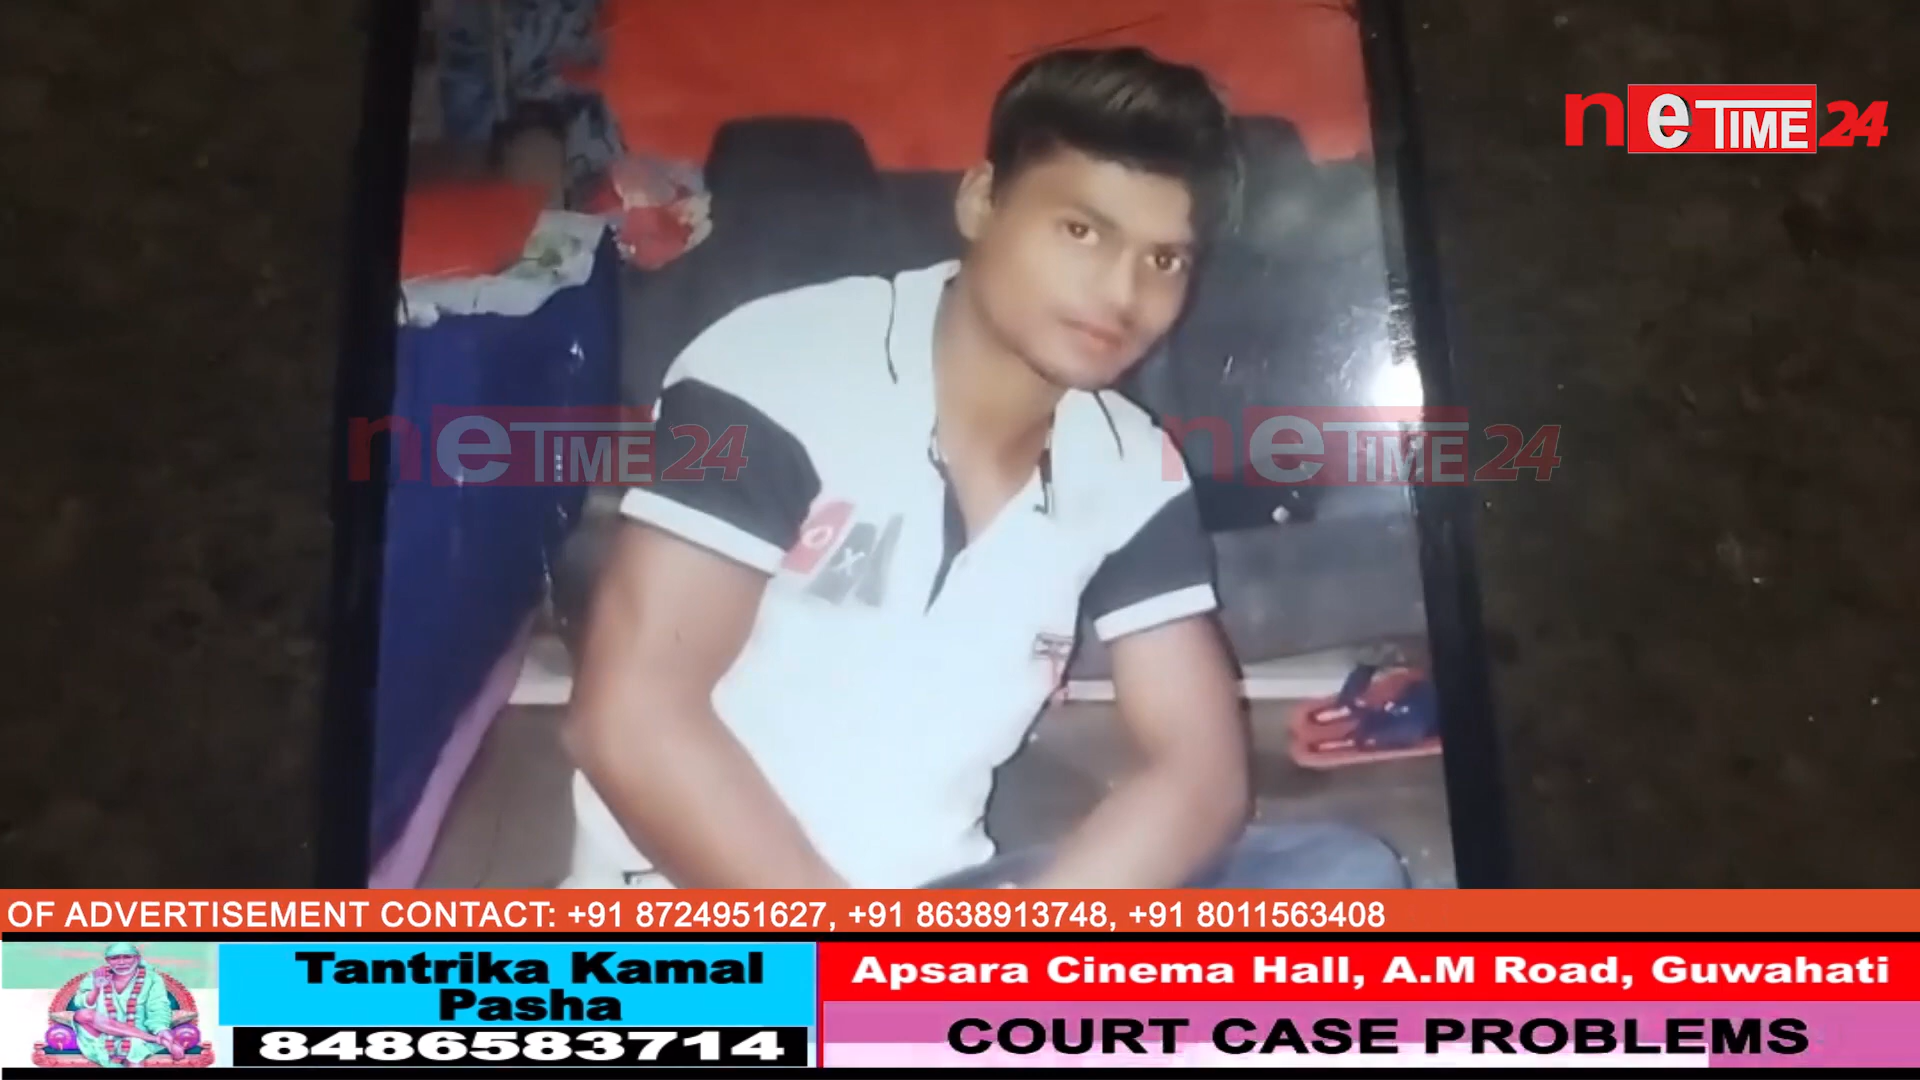 neTIME24
neTIME24 neTIME24
OX
OF ADVERTISEMENT CONTACT: +91 8724951627, +91 8638913748, +91 8011563408
Tantrika Kamal
Pasha
8486583714
Apsara Cinema Hall, A.M Road, Guwahati
COURT CASE PROBLEMS